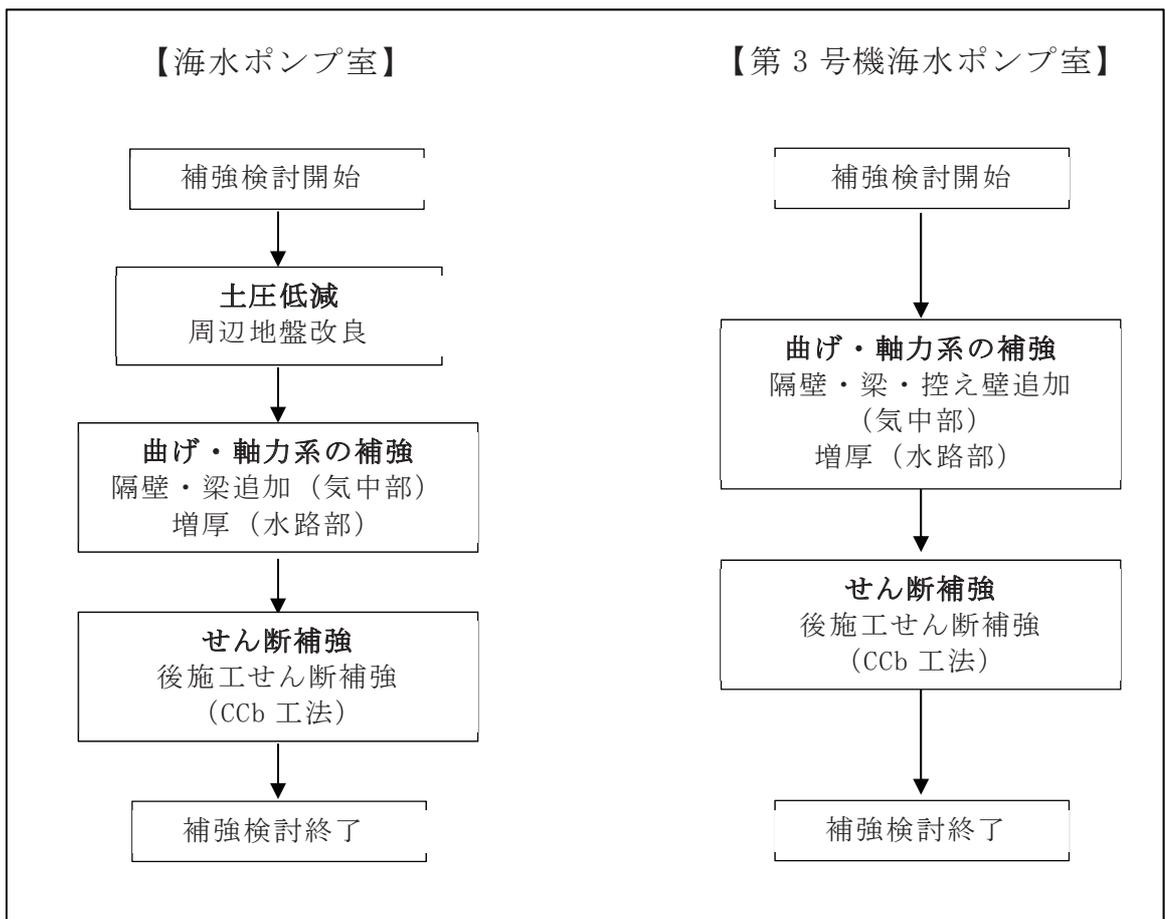 【海水ポンプ室】
補強検討開始
土圧低減
周辺地盤改良
曲げ・軸力系の補強
隔壁・梁追加（気中部）
増厚（水路部）
せん断補強
後施工せん断補強
（CCb 工法）
補強検討終了
【第 3 号機海水ポンプ室】
補強検討開始
曲げ・軸力系の補強
隔壁・梁・控え壁追加
（気中部）
増厚（水路部）
せん断補強
後施工せん断補強
（CCb 工法）
補強検討終了